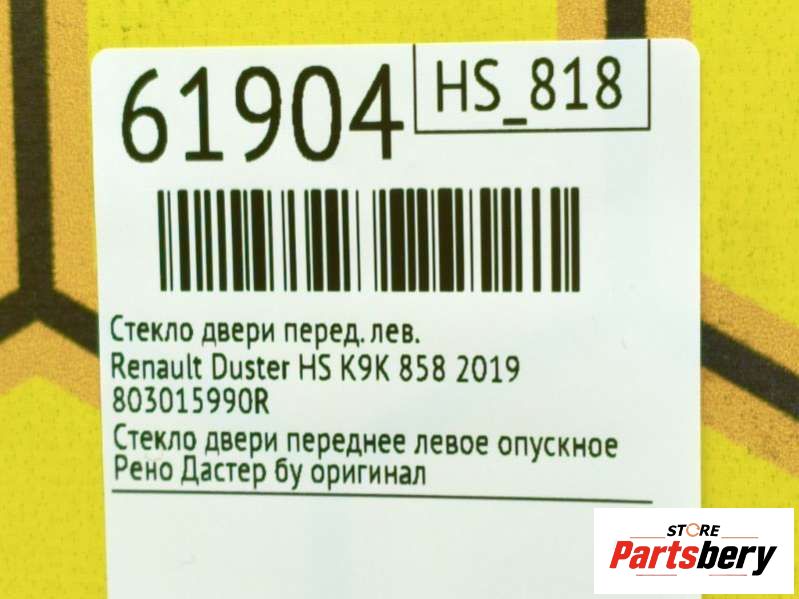 61904
HS_818
Стекло двери перед. лев.
Renault Duster HS K9K 858 2019
803015990R
Стекло двери переднее левое опускное
Рено Дастер бу оригинал
STORE
Partsbery